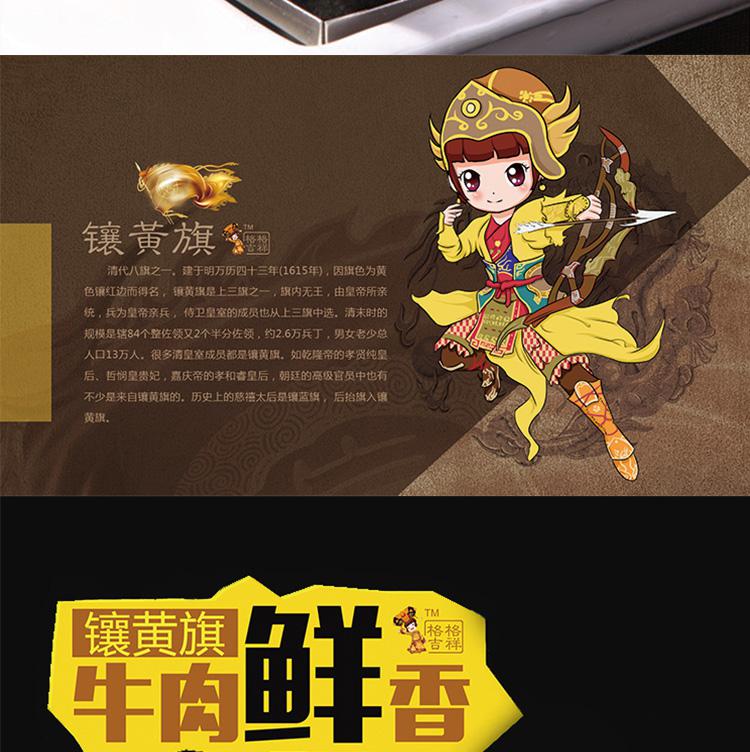 镶黄旗
TM
格格
吉祥
清代八旗之一。建于明万历四十三年(1615年)，因旗色为黄
色镶红边而得名， 镶黄旗是上三旗之一，旗内无王，由皇帝所亲
统，兵为皇帝亲兵， 侍卫皇室的成员也从上三旗中选。清末时的
规模是辖84个整佐领又2个半分佐领，约2.6万兵丁，男女老少总
人口13万人。很多清皇室成员都是镶黄旗。如乾隆帝的孝贤纯皇
后、哲悯皇贵妃，嘉庆帝的孝和睿皇后，朝廷的高级官员中也有
不少是来自镶黄旗的。历史上的慈禧太后是镶蓝旗， 后抬旗入镶
黄旗。
镶黄旗
牛肉鲜香
TM
格格
吉祥